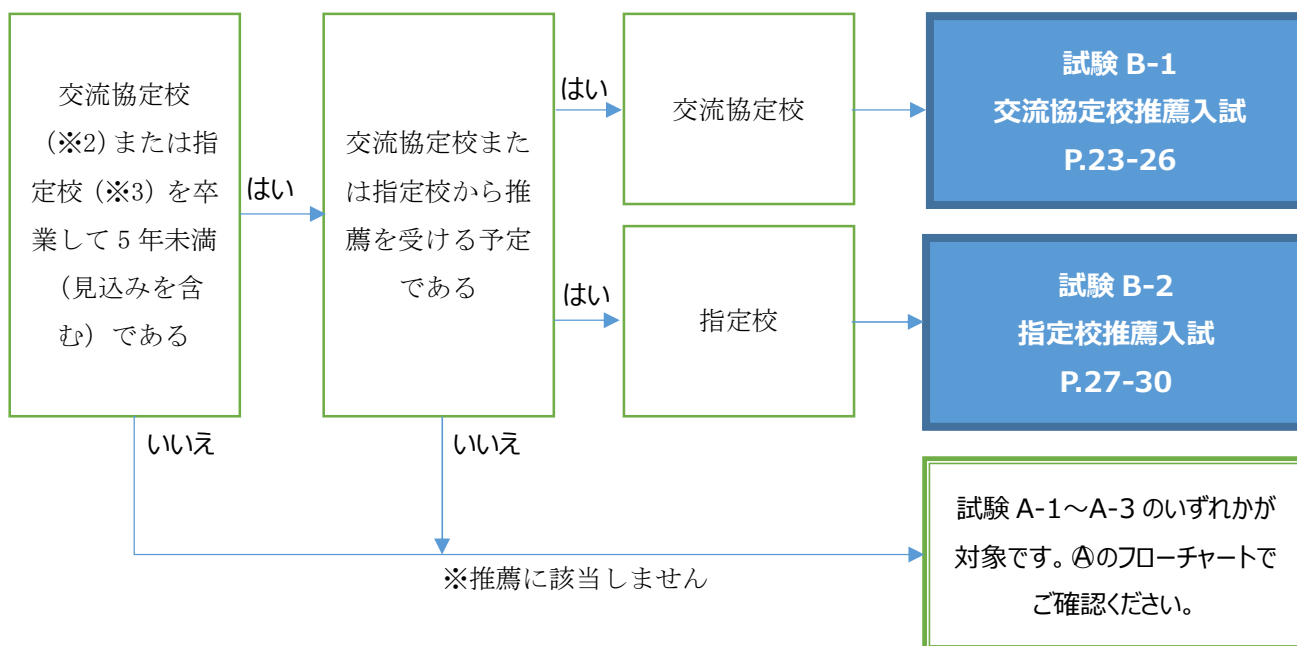 交流協定校
（※2）または指
定校（※3）を卒
業して 5 年未満
（見込みを含
む）である
はい
いいえ
交流協定校また
は指定校から推
薦を受ける予定
である
はい
はい
いいえ
交流協定校
指定校
試験 B-1
交流協定校推薦入試
P.23-26
試験 B-2
指定校推薦入試
P.27-30
※推薦に該当しません
試験 A-1～A-3 のいずれかが
対象です。Ⓐのフローチャートで
ご確認ください。